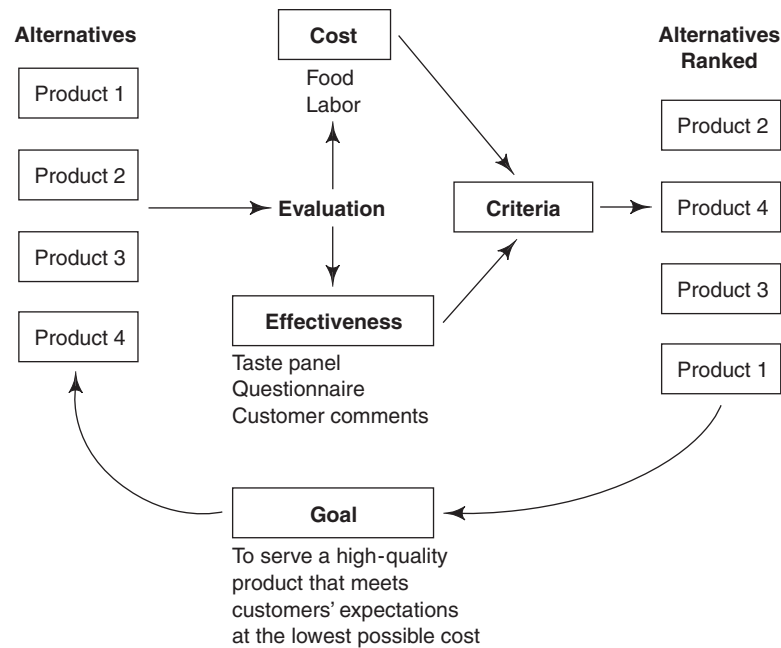 Alternatives
Product 1
Product 2
Product 3
Product 4
Cost
Food
Labor
Evaluation
Effectiveness
Taste panel
Questionnaire
Customer comments
Criteria
Alternatives
Ranked
Product 2
Product 4
Product 3
Product 1
Goal
To serve a high-quality
product that meets
customers’ expectations
at the lowest possible cost